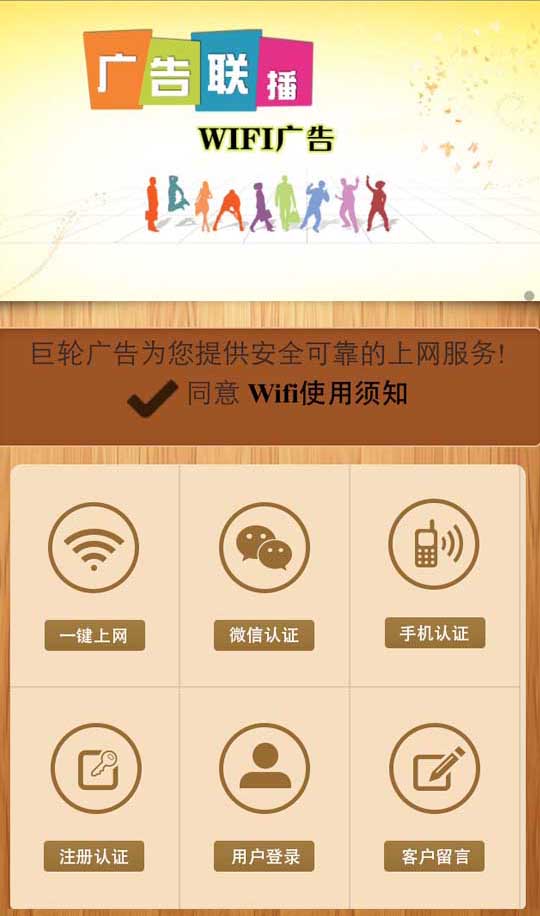 广告联播
WIFI广告
巨轮广告为您提供安全可靠的上网服务!
同意 Wifi使用须知
一键上网 微信认证 手机认证
注册认证 用户登录 客户留言